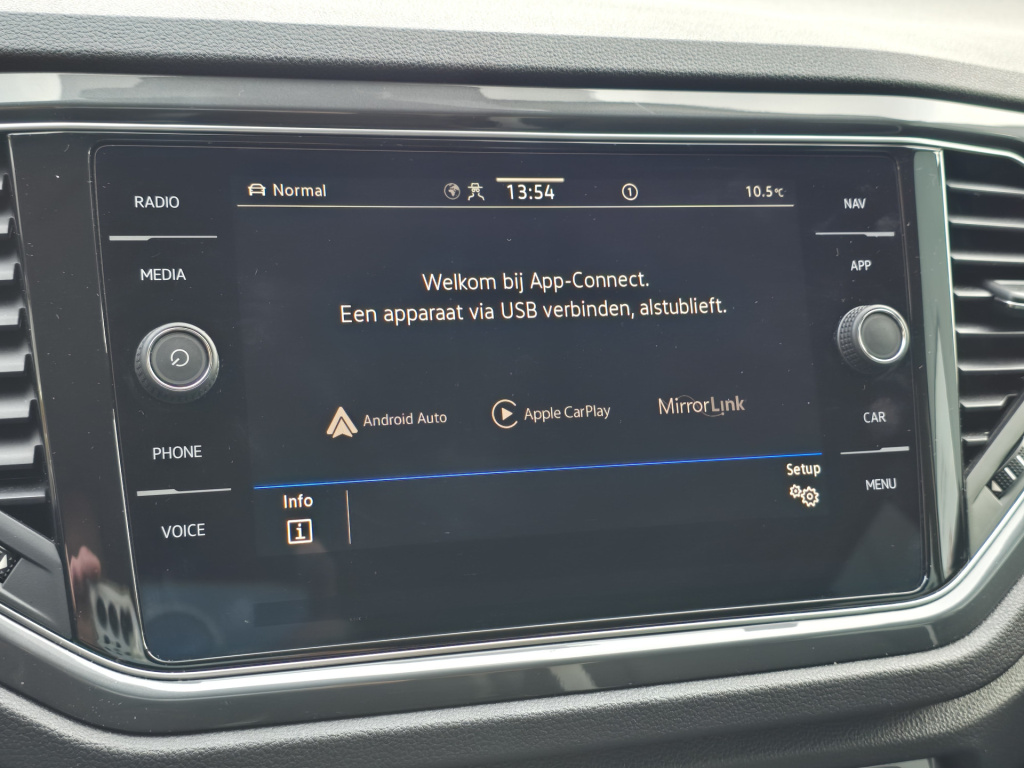 RADIO
MEDIA
PHONE
VOICE
Normal
13:54
1
10.5°C
Welkom bij App-Connect.
Een apparaat via USB verbinden, alstublieft.
Android Auto
Apple CarPlay
MirrorLink
Info
i
Setup
NAV
APP
CAR
MENU